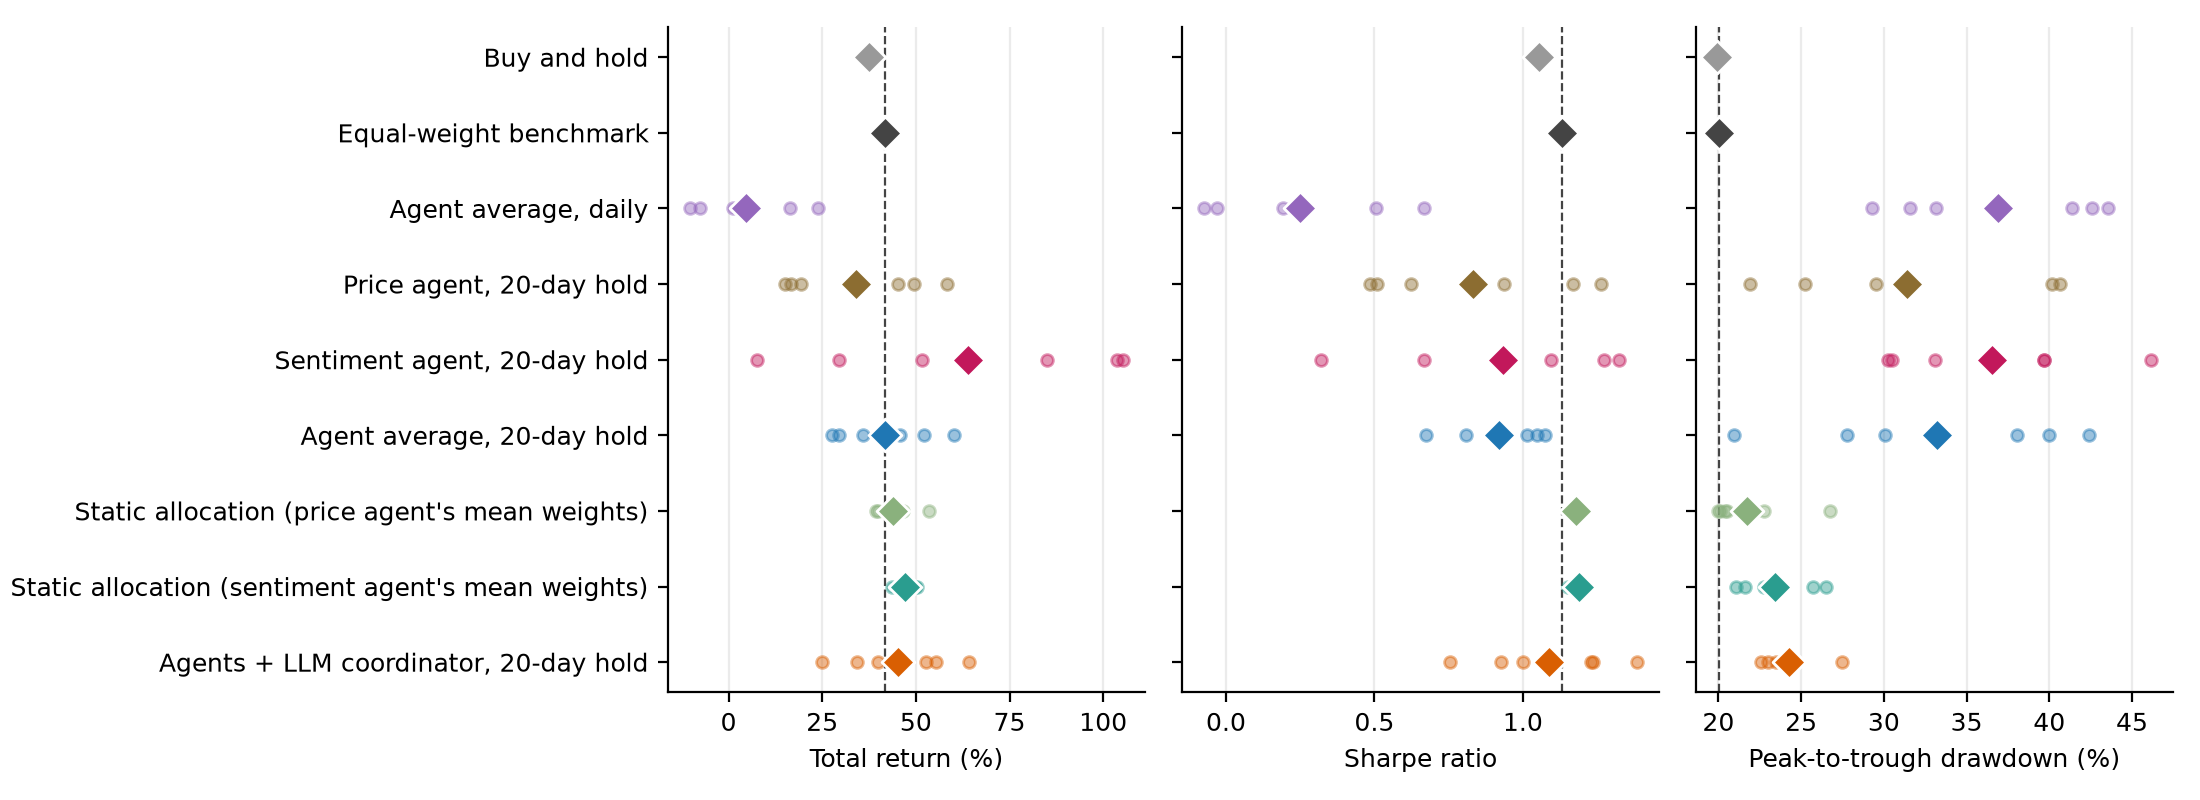 Buy and hold
Equal-weight benchmark
Agent average, daily
Price agent, 20-day hold
Sentiment agent, 20-day hold
Agent average, 20-day hold
Static allocation (price agent's mean weights)
Static allocation (sentiment agent's mean weights)
Agents + LLM coordinator, 20-day hold
0 25 50 75 100
Total return (%)
0.0 0.5 1.0
Sharpe ratio
20 25 30 35 40 45
Peak-to-trough drawdown (%)